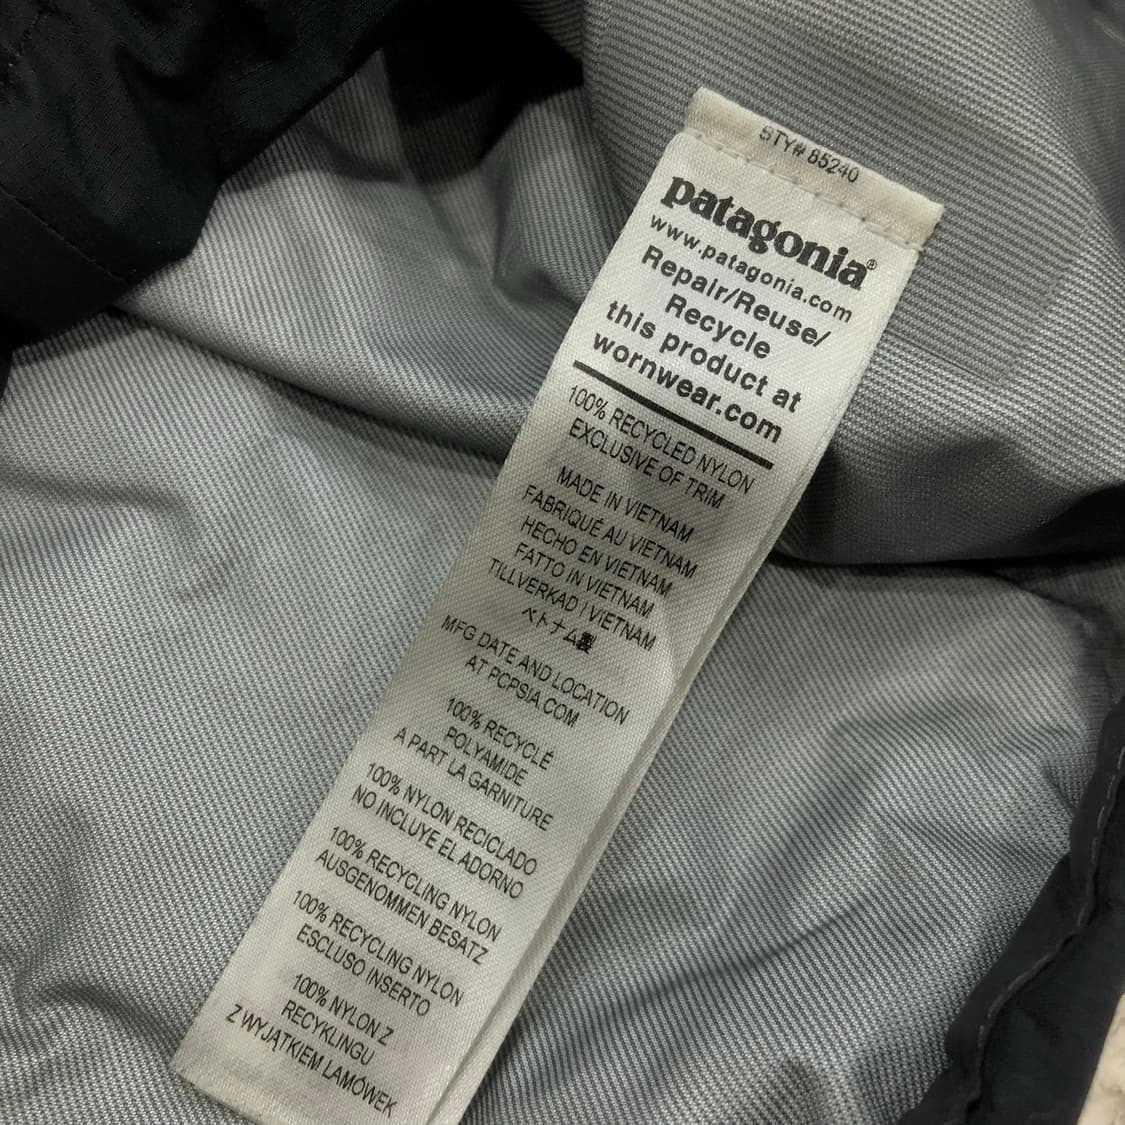 STY# 85240
patagonia®
www.patagonia.com
Repair/Reuse/
Recycle
this product at
wornwear.com
100% RECYCLED NYLON
EXCLUSIVE OF TRIM
MADE IN VIETNAM
FABRIQUÉ AU VIETNAM
HECHO EN VIETNAM
FATTO IN VIETNAM
TILLVERKAD I VIETNAM
ベトナム製
MFG DATE AND LOCATION
AT PCPSIA.COM
100% RECYCLÉ
POLYAMIDE
A PART LA GARNITURE
100% NYLON RECICLADO
NO INCLUYE EL ADORNO
100% RECYCLING NYLON
AUSGENOMMEN BESATZ
100% RECYCLING NYLON
ESCLUSO INSERTO
100% NYLON Z
RECYKLINGU
Z WYJĄTKIEM LAMÓWEK